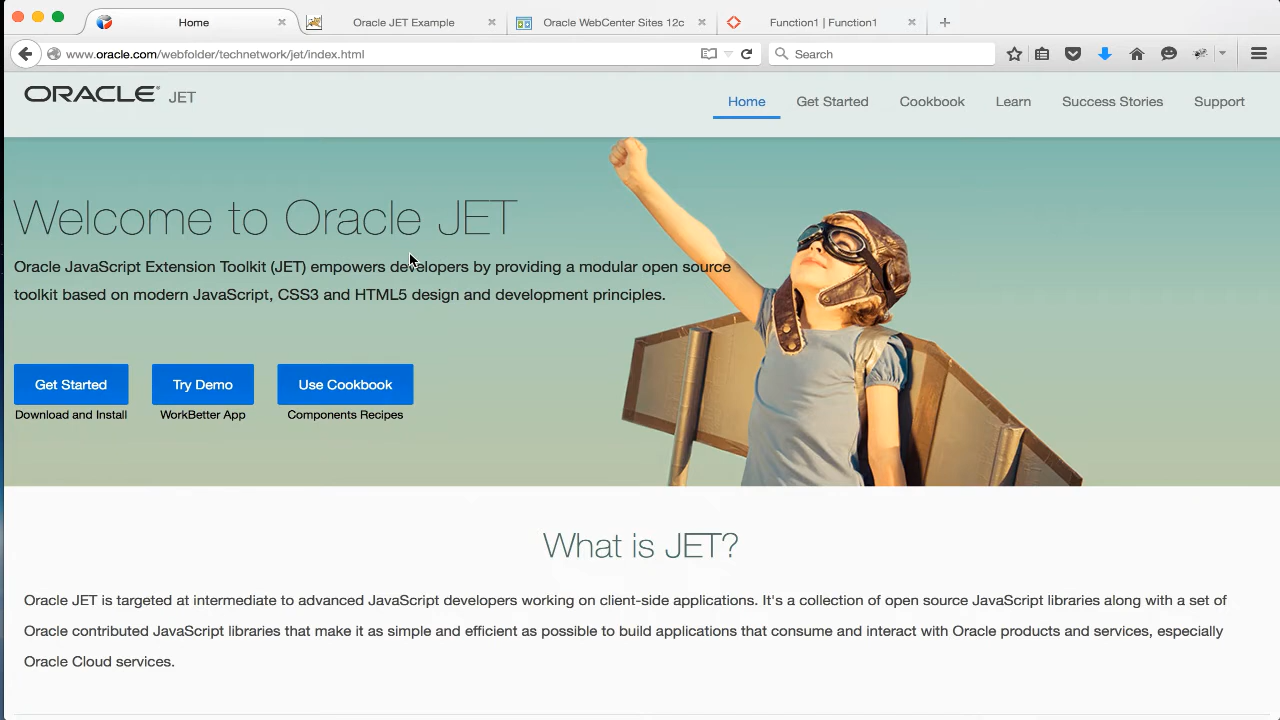 Home
Oracle JET Example
Oracle WebCenter Sites 12c
Function1 | Function1
www.oracle.com/webfolder/technetwork/jet/index.html
Search
ORACLE® JET
Home
Get Started
Cookbook
Learn
Success Stories
Support
Welcome to Oracle JET
Oracle JavaScript Extension Toolkit (JET) empowers developers by providing a modular open source
toolkit based on modern JavaScript, CSS3 and HTML5 design and development principles.
Get Started
Try Demo
Use Cookbook
Download and Install
WorkBetter App
Components Recipes
What is JET?
Oracle JET is targeted at intermediate to advanced JavaScript developers working on client-side applications. It's a collection of open source JavaScript libraries along with a set of
Oracle contributed JavaScript libraries that make it as simple and efficient as possible to build applications that consume and interact with Oracle products and services, especially
Oracle Cloud services.